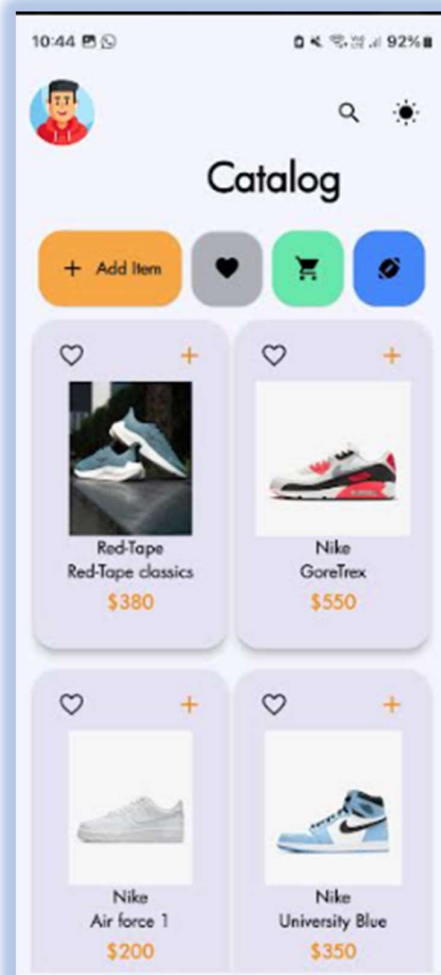 10:44 92%
Catalog
+ Add Item
Red-Tape Nike
Red-Tape classics GoreTrex
$380 $550
Nike Nike
Air force 1 University Blue
$200 $350